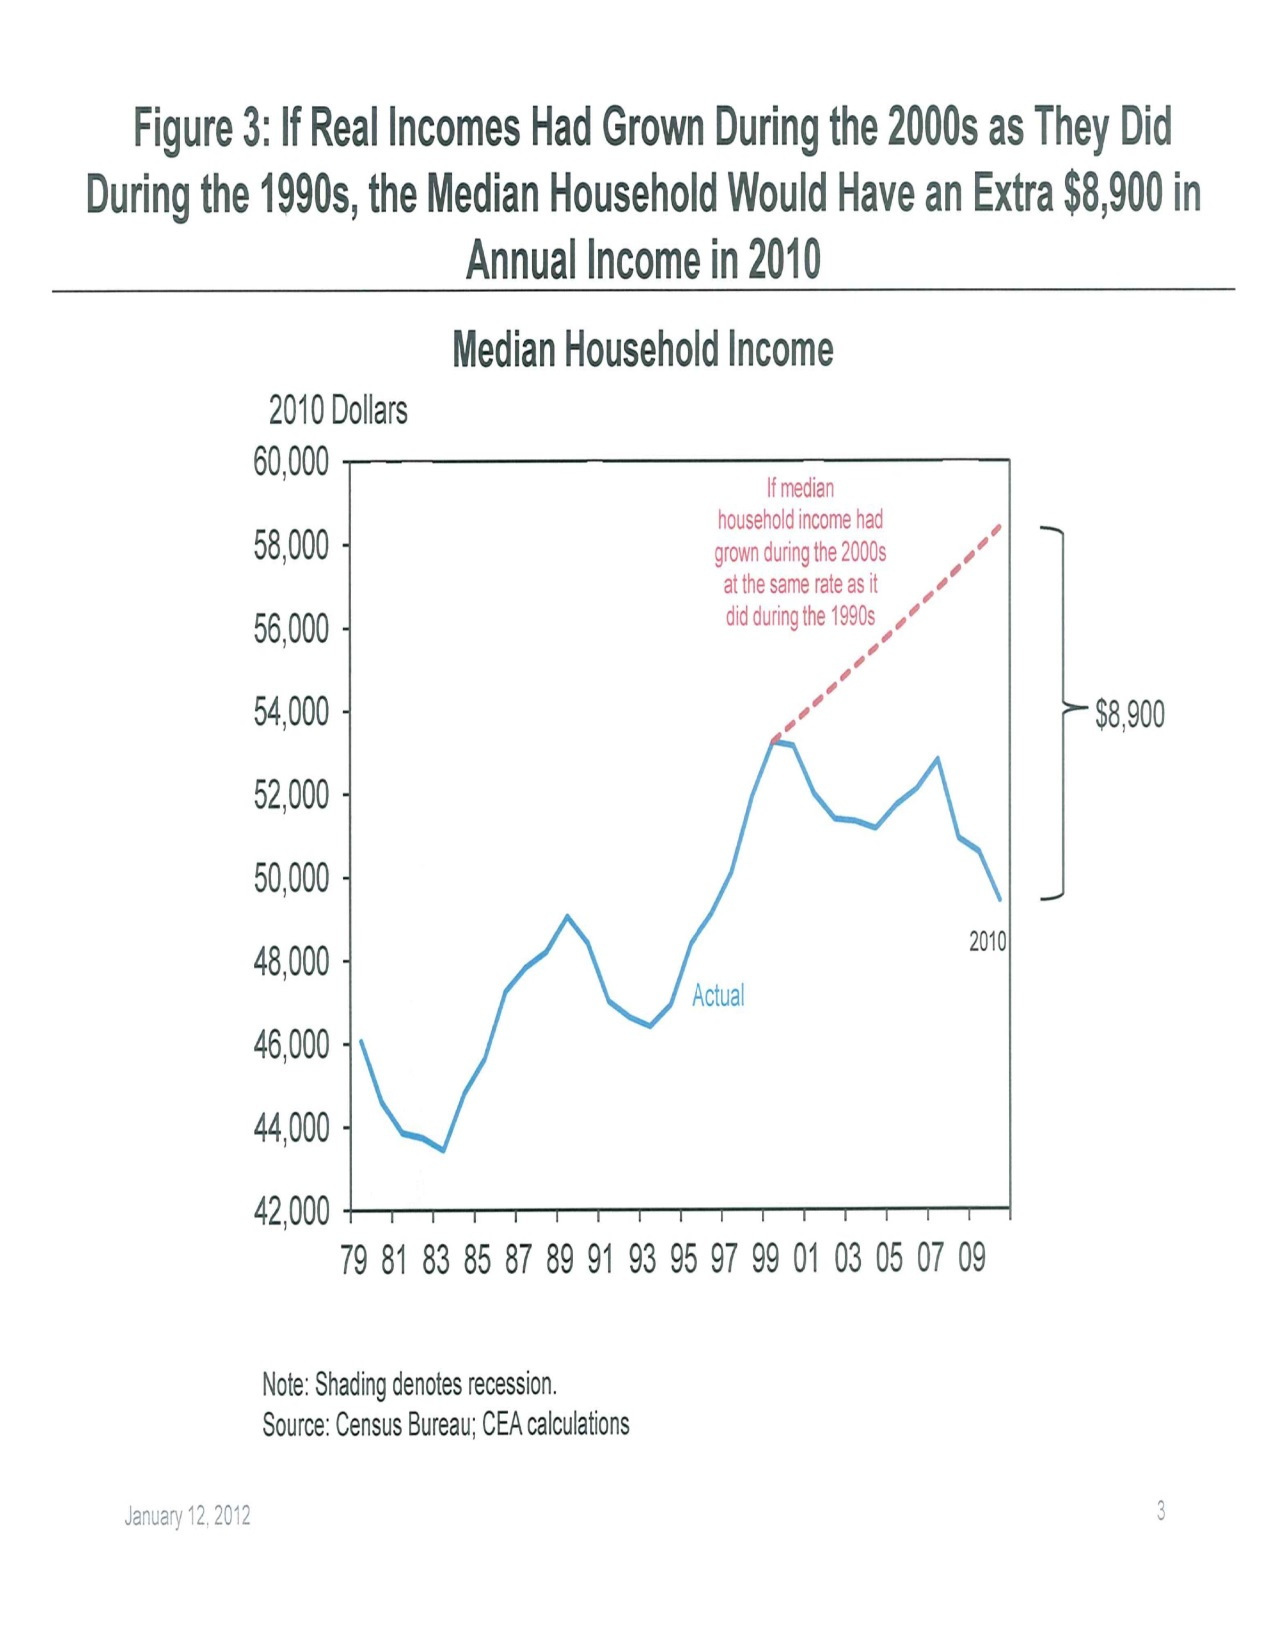 Figure 3: If Real Incomes Had Grown During the 2000s as They Did
During the 1990s, the Median Household Would Have an Extra $8,900 in
Annual Income in 2010
Median Household Income
2010 Dollars
60,000
58,000
56,000
54,000
52,000
50,000
48,000
46,000
44,000
42,000
If median
household income had
grown during the 2000s
at the same rate as it
did during the 1990s
$8,900
2010
Actual
79 81 83 85 87 89 91 93 95 97 99 01 03 05 07 09
Note: Shading denotes recession.
Source: Census Bureau; CEA calculations
January 12, 2012
3